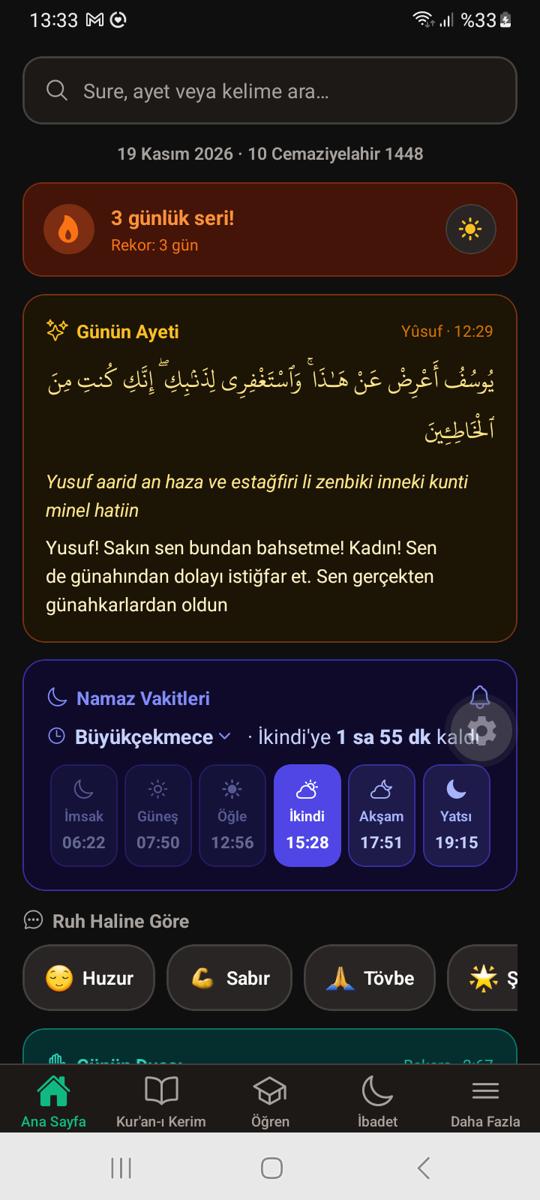 13:33
%33
Sure, ayet veya kelime ara…
19 Kasım 2026 · 10 Cemaziyelahir 1448
3 günlük seri!
Rekor: 3 gün
Günün Ayeti
Yûsuf · 12:29
يُوسُفُ أَعْرِضْ عَنْ هَـٰذَا ۚ وَٱسْتَغْفِرِى لِذَنۢبِكِ ۖ إِنَّكِ كُنتِ مِنَ
ٱلْخَاطِـِٔينَ
Yusuf aarid an haza ve estağfiri li zenbiki inneki kunti
minel hatiin
Yusuf! Sakın sen bundan bahsetme! Kadın! Sen
de günahından dolayı istiğfar et. Sen gerçekten
günahkarlardan oldun
Namaz Vakitleri
Büyükçekmece · İkindi'ye 1 sa 55 dk kaldı
İmsak Güneş Öğle İkindi Akşam Yatsı
06:22 07:50 12:56 15:28 17:51 19:15
Ruh Haline Göre
Huzur Sabır Tövbe Ş
Ana Sayfa Kur'an-ı Kerim Öğren İbadet Daha Fazla